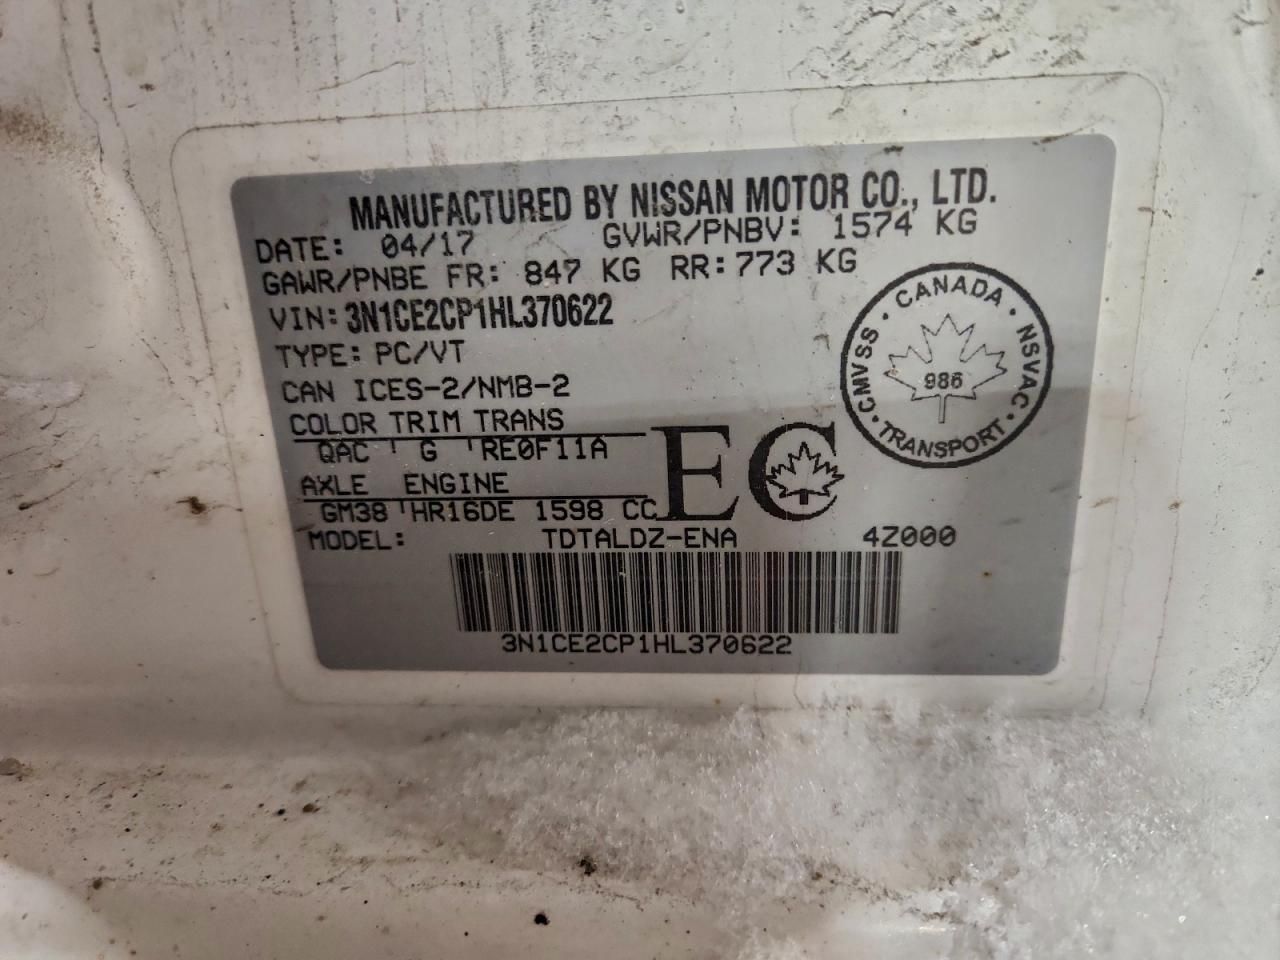 MANUFACTURED BY NISSAN MOTOR CO., LTD.
DATE: 04/17 GVWR/PNBV: 1574 KG
GAWR/PNBE FR: 847 KG RR: 773 KG
VIN: 3N1CE2CP1HL370622
TYPE: PC/VT
CAN ICES-2/NMB-2
COLOR TRIM TRANS
QAC G RE0F11A
AXLE ENGINE
GM38 HR16DE 1598 CC
EC
CANADA
CMVSS NSVAC
986
TRANSPORT
MODEL: TDTALDZ-ENA 4Z000
3N1CE2CP1HL370622